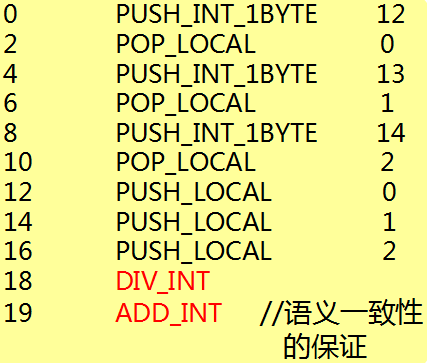 0 PUSH_INT_1BYTE 12
2 POP_LOCAL 0
4 PUSH_INT_1BYTE 13
6 POP_LOCAL 1
8 PUSH_INT_1BYTE 14
10 POP_LOCAL 2
12 PUSH_LOCAL 0
14 PUSH_LOCAL 1
16 PUSH_LOCAL 2
18 DIV_INT
19 ADD_INT //语义一致性
的保证